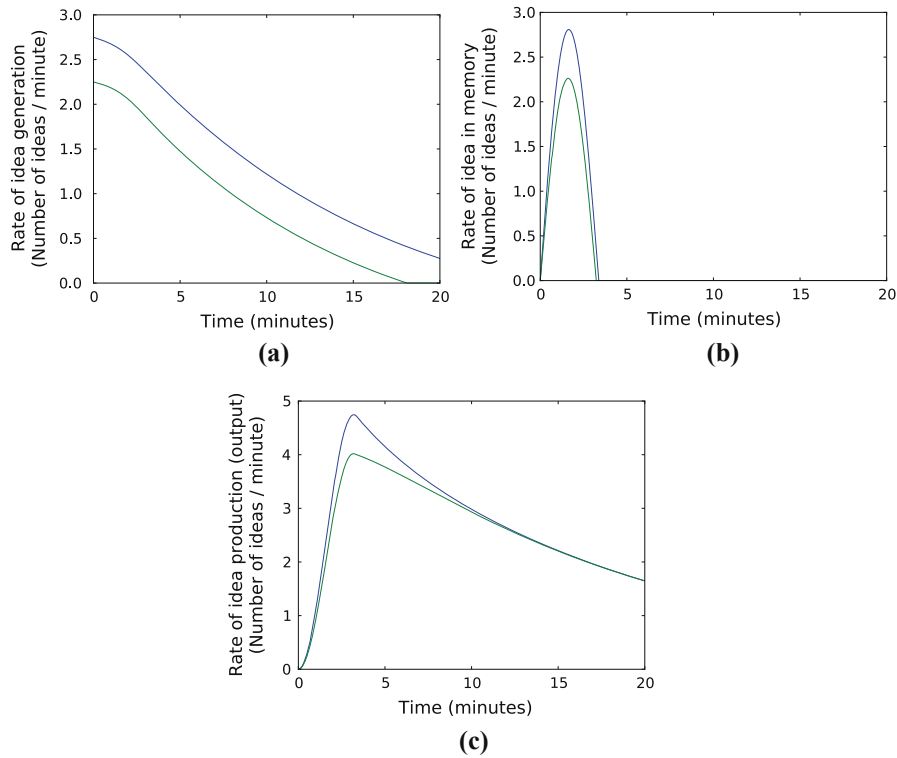 Rate of idea generation
(Number of ideas / minute)
3.0
2.5
2.0
1.5
1.0
0.5
0.0
0 5 10 15 20
Time (minutes)
(a)
Rate of idea in memory
(Number of ideas / minute)
3.0
2.5
2.0
1.5
1.0
0.5
0.0
0 5 10 15 20
Time (minutes)
(b)
Rate of idea production (output)
(Number of ideas / minute)
5
4
3
2
1
0
0 5 10 15 20
Time (minutes)
(c)